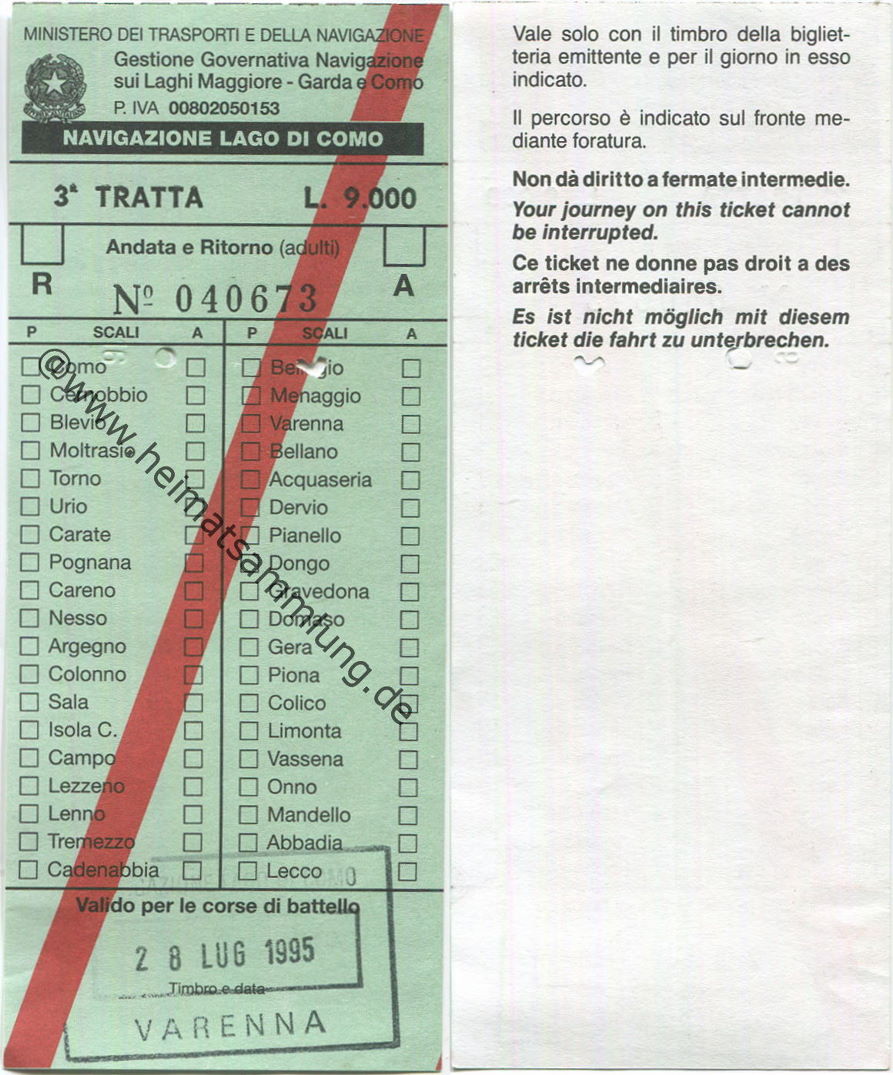 MINISTERO DEI TRASPORTI E DELLA NAVIGAZIONE
Gestione Governativa Navigazione
sui Laghi Maggiore - Garda e Como
P. IVA 00802050153
NAVIGAZIONE LAGO DI COMO
3ª TRATTA L. 9.000
Andata e Ritorno (adulti)
R A
Nº 040673
P SCALI A P SCALI A
Como Bellagio
Cernobbio Menaggio
Blevio Varenna
Moltrasio Bellano
Torno Acquaseria
Urio Dervio
Carate Pianello
Pognana Dongo
Careno Gravedona
Nesso Domaso
Argegno Gera
Colonno Piona
Sala Colico
Isola C. Limonta
Campo Vassena
Lezzeno Onno
Lenno Mandello
Tremezzo Abbadia
Cadenabbia Lecco
Valido per le corse di battello
28 LUG 1995
Timbro e data
VARENNA
@www.heimatsammlung.de
Vale solo con il timbro della bigliet-
teria emittente e per il giorno in esso
indicato.
Il percorso è indicato sul fronte me-
diante foratura.
Non dà diritto a fermate intermedie.
Your journey on this ticket cannot
be interrupted.
Ce ticket ne donne pas droit a des
arrêts intermediaires.
Es ist nicht möglich mit diesem
ticket die fahrt zu unterbrechen.